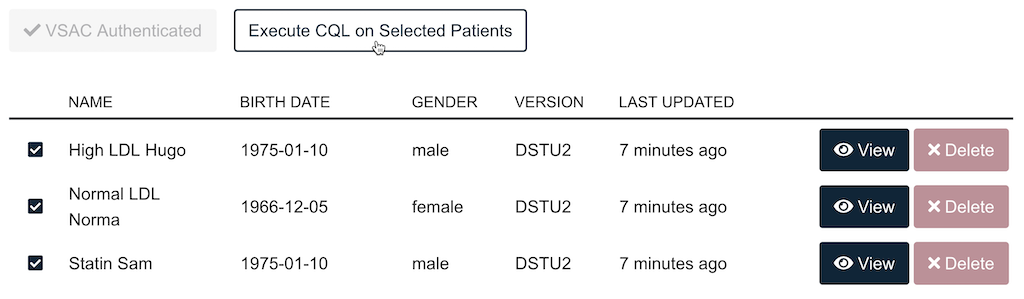 VSAC Authenticated Execute CQL on Selected Patients
NAME BIRTH DATE GENDER VERSION LAST UPDATED
High LDL Hugo 1975-01-10 male DSTU2 7 minutes ago View Delete
Normal LDL
Norma 1966-12-05 female DSTU2 7 minutes ago View Delete
Statin Sam 1975-01-10 male DSTU2 7 minutes ago View Delete